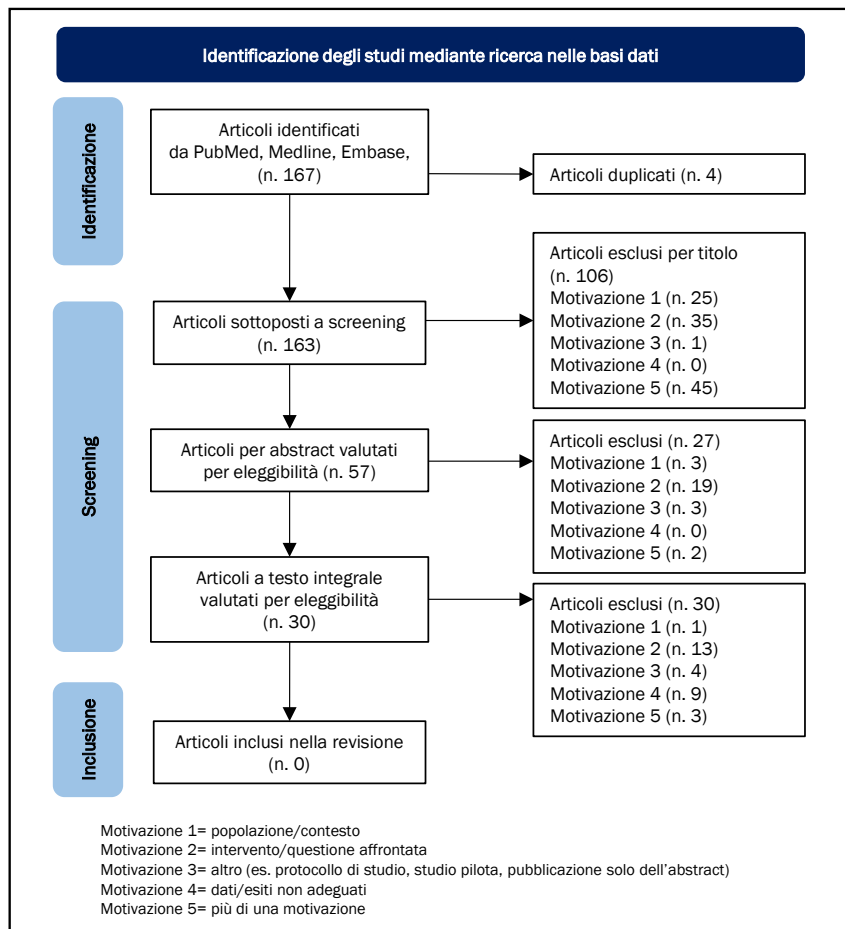 Identificazione degli studi mediante ricerca nelle basi dati
Identificazione
Articoli identificati
da PubMed, Medline, Embase,
(n. 167)
Articoli duplicati (n. 4)
Screening
Articoli sottoposti a screening
(n. 163)
Articoli esclusi per titolo
(n. 106)
Motivazione 1 (n. 25)
Motivazione 2 (n. 35)
Motivazione 3 (n. 1)
Motivazione 4 (n. 0)
Motivazione 5 (n. 45)
Articoli per abstract valutati
per eleggibilità (n. 57)
Articoli esclusi (n. 27)
Motivazione 1 (n. 3)
Motivazione 2 (n. 19)
Motivazione 3 (n. 3)
Motivazione 4 (n. 0)
Motivazione 5 (n. 2)
Articoli a testo integrale
valutati per eleggibilità
(n. 30)
Articoli esclusi (n. 30)
Motivazione 1 (n. 1)
Motivazione 2 (n. 13)
Motivazione 3 (n. 4)
Motivazione 4 (n. 9)
Motivazione 5 (n. 3)
Inclusione
Articoli inclusi nella revisione
(n. 0)
Motivazione 1= popolazione/contesto
Motivazione 2= intervento/questione affrontata
Motivazione 3= altro (es. protocollo di studio, studio pilota, pubblicazione solo dell'abstract)
Motivazione 4= dati/esiti non adeguati
Motivazione 5= più di una motivazione